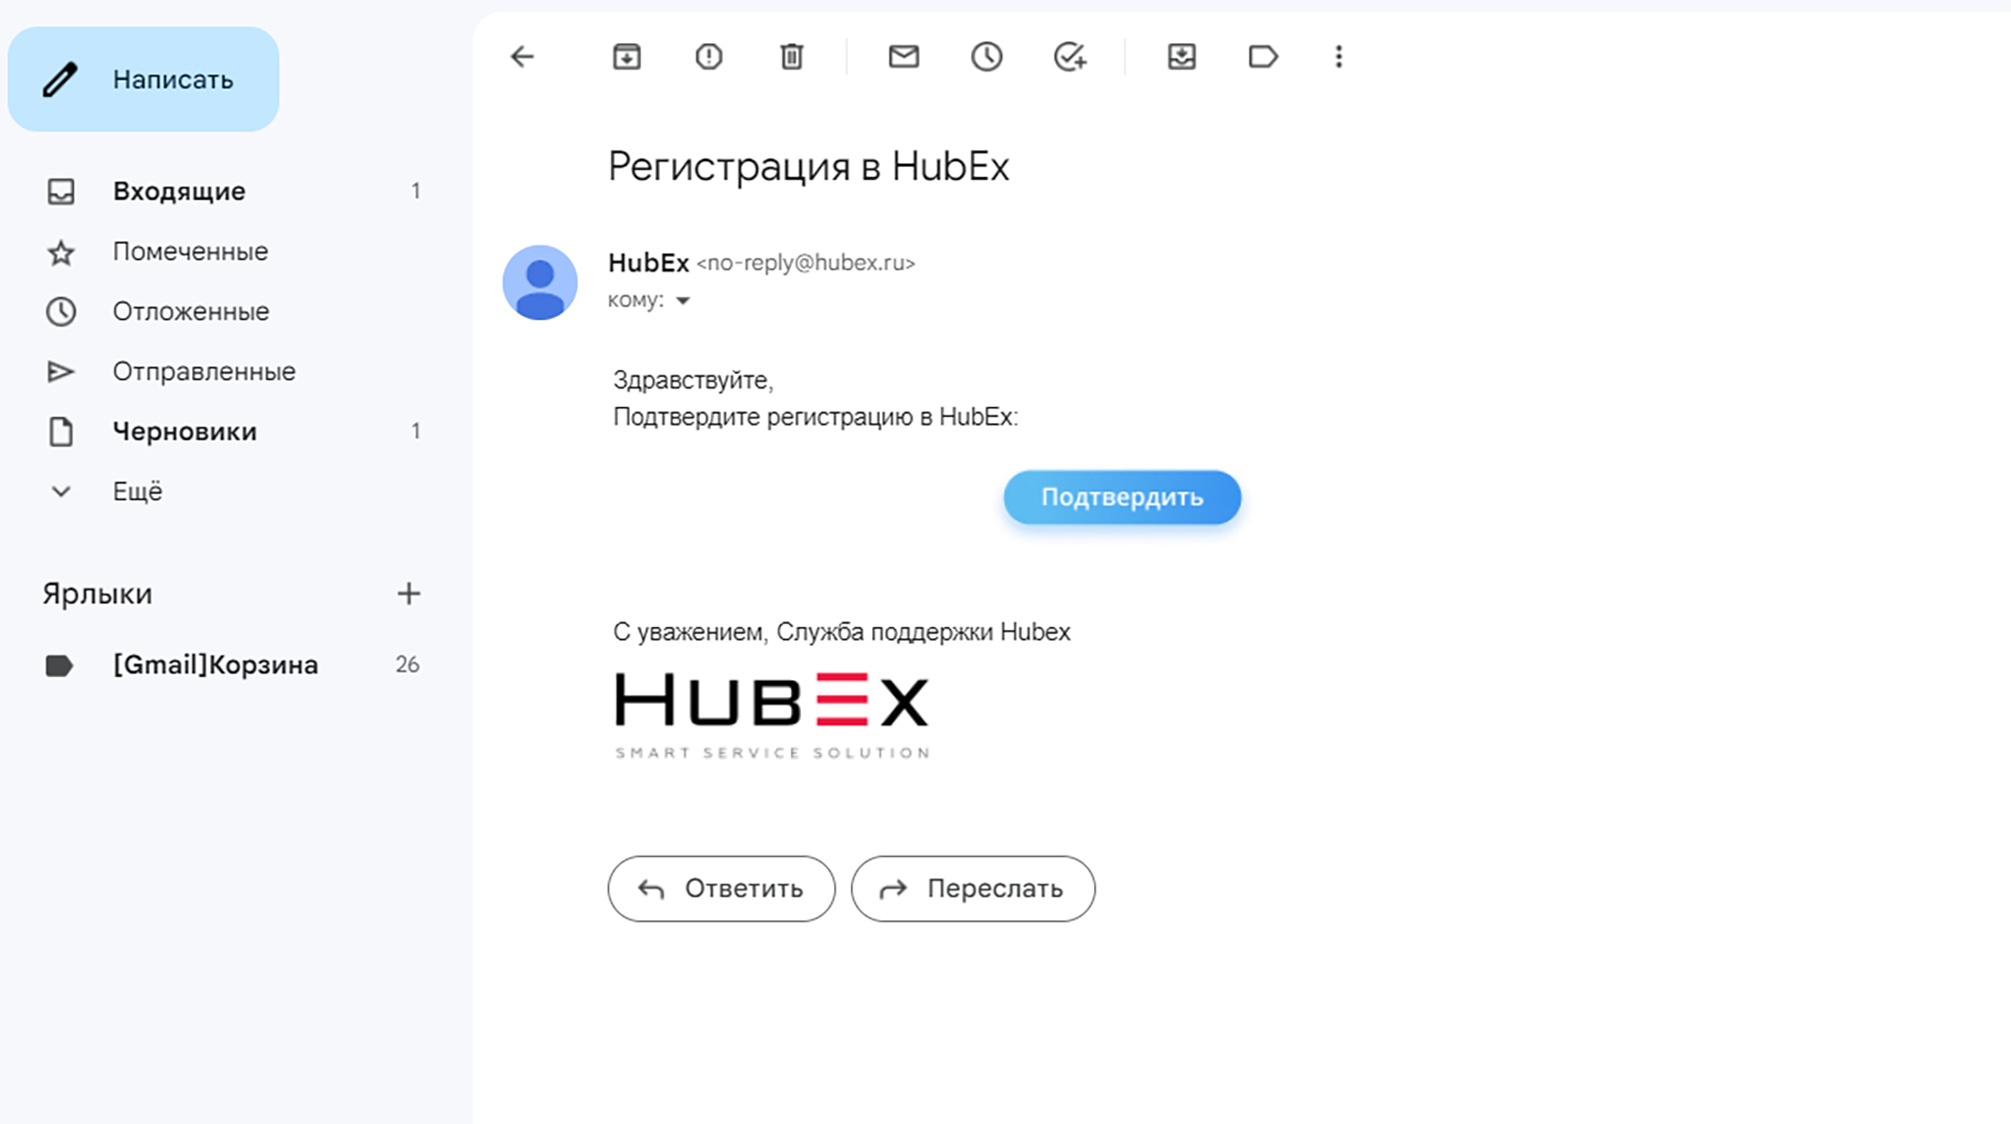 Написать
Входящие 1
Помеченные
Отложенные
Отправленные
Черновики 1
Ещё
Ярлыки
[Gmail]Корзина 26
Регистрация в HubEx
HubEx <no-reply@hubex.ru>
кому:
Здравствуйте,
Подтвердите регистрацию в HubEx:
Подтвердить
С уважением, Служба поддержки Hubex
HUBEX
SMART SERVICE SOLUTION
Ответить Переслать